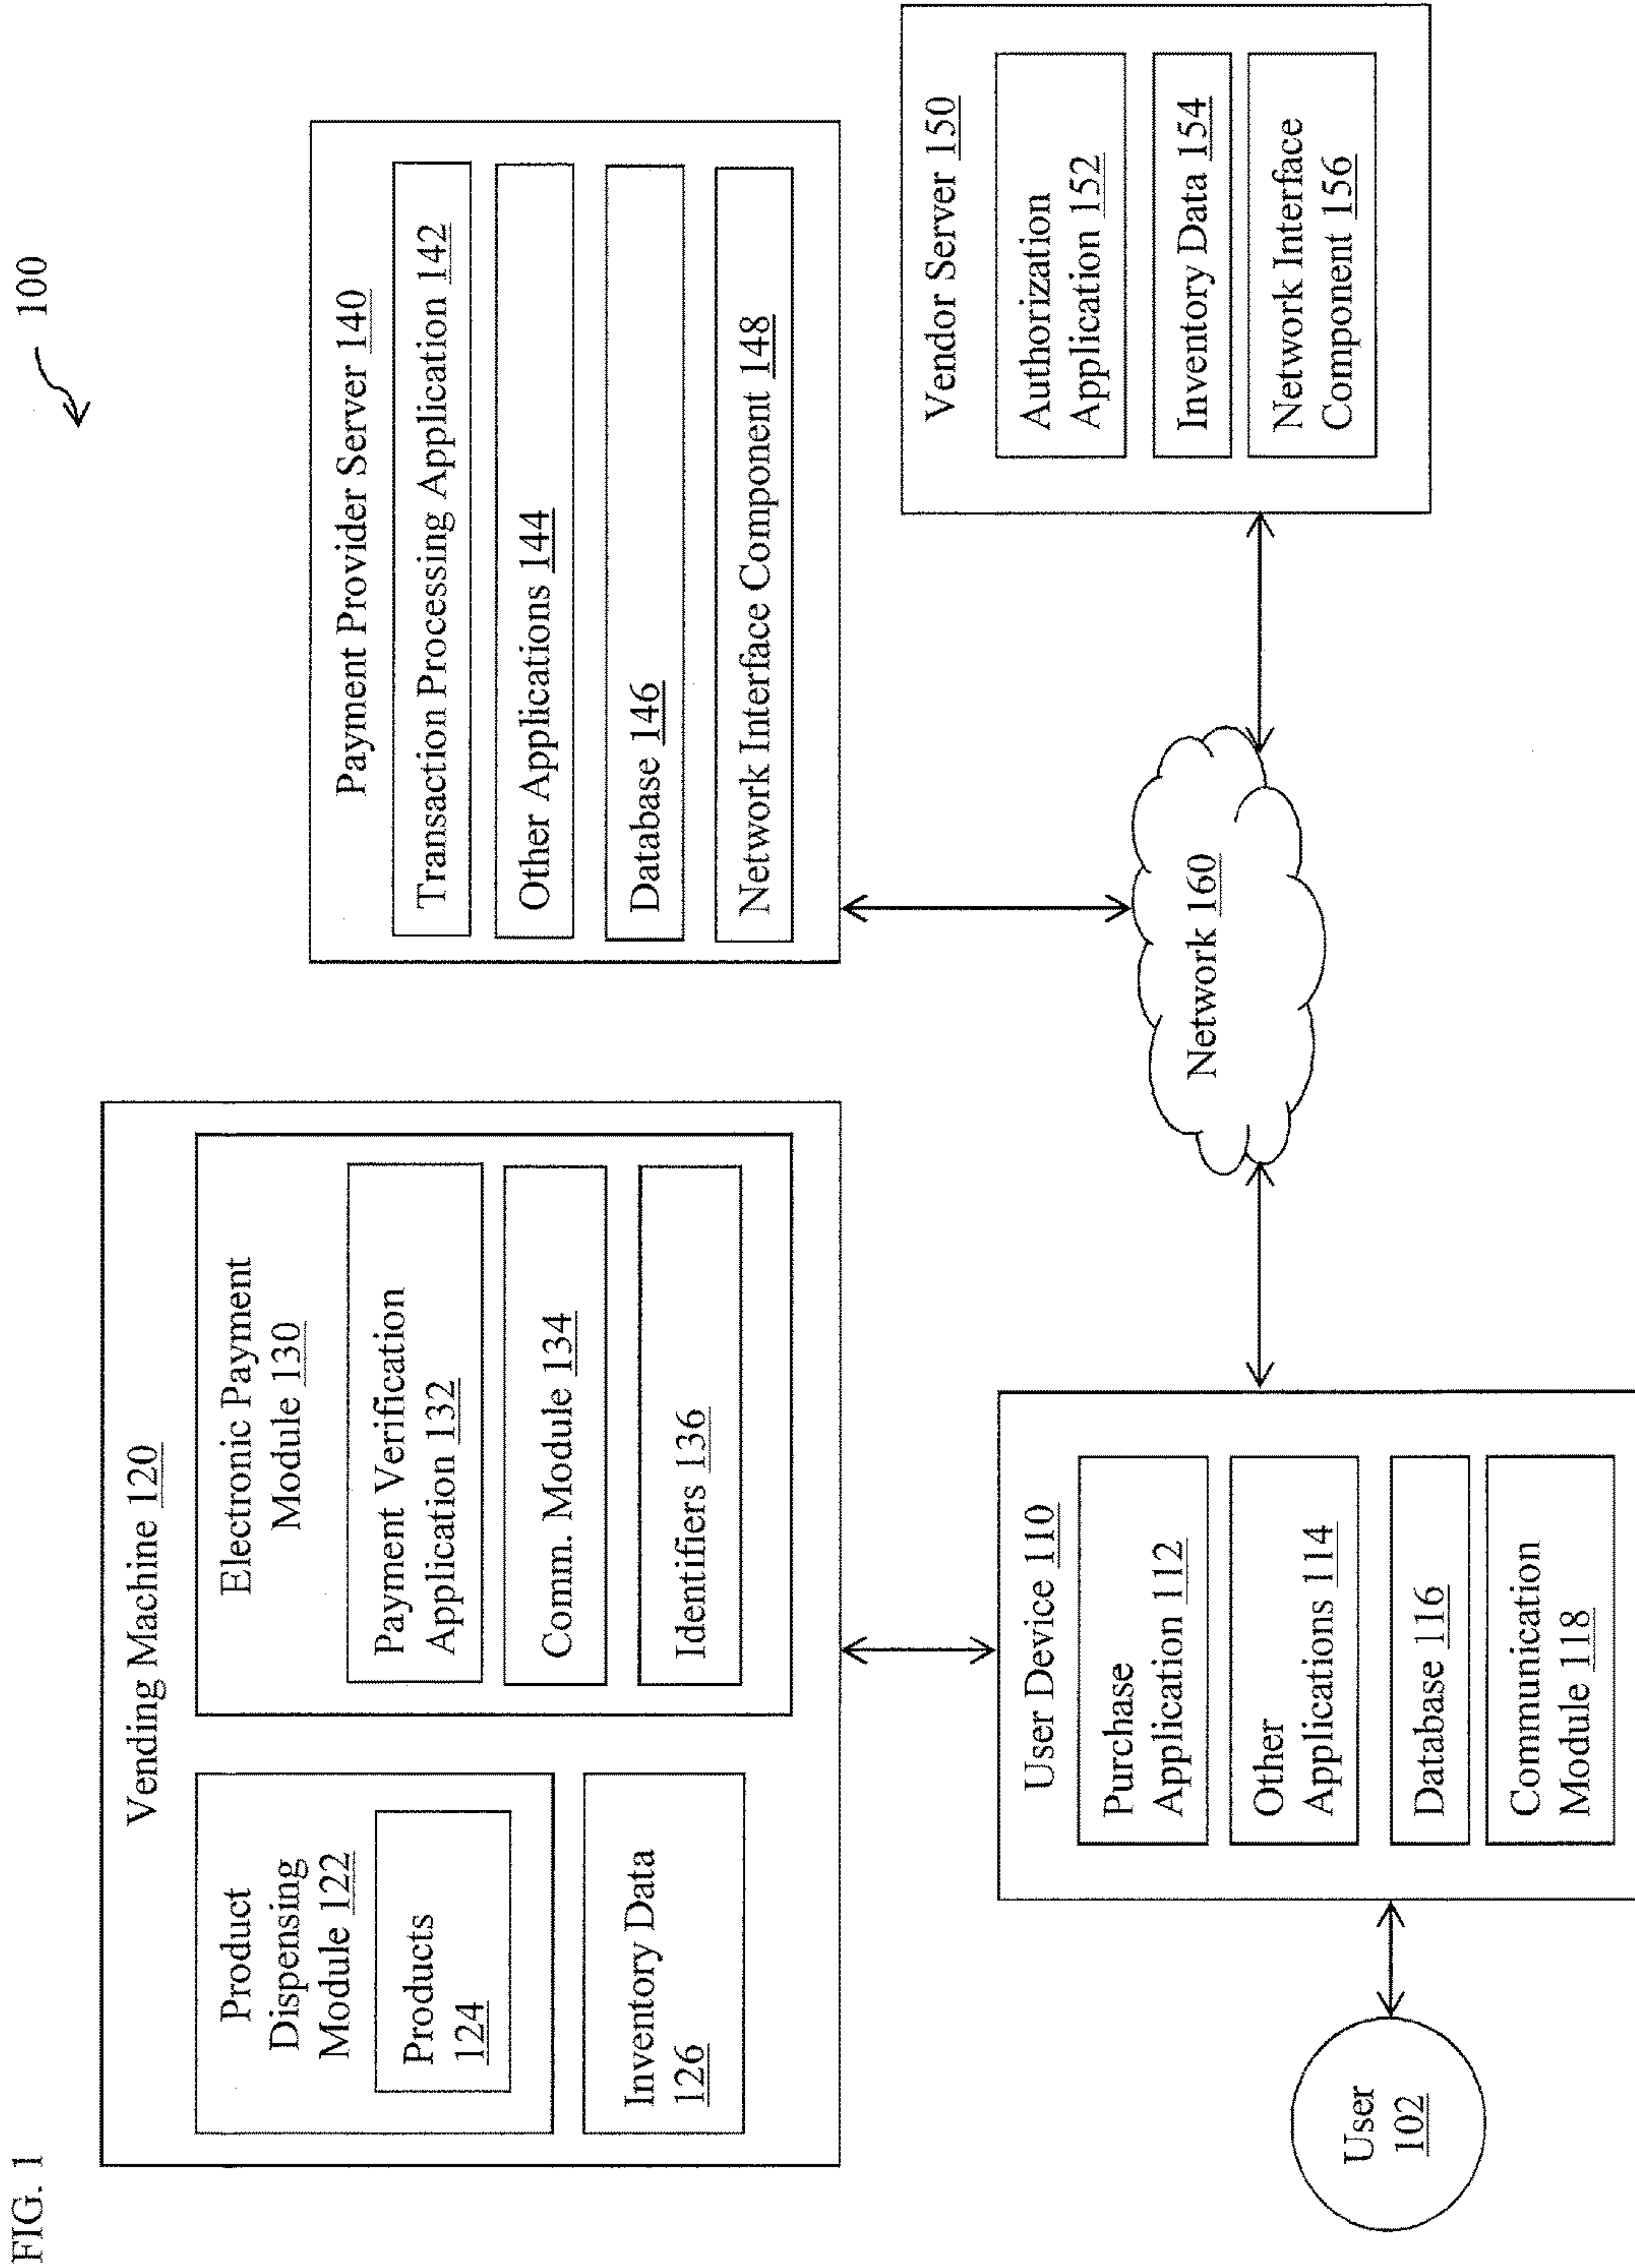 FIG. 1
100
Vending Machine 120
Product
Dispensing
Module 122
Products
124
Inventory Data
126
Electronic Payment
Module 130
Payment Verification
Application 132
Comm. Module 134
Identifiers 136
Payment Provider Server 140
Transaction Processing Application 142
Other Applications 144
Database 146
Network Interface Component 148
User
102
User Device 110
Purchase
Application 112
Other
Applications 114
Database 116
Communication
Module 118
Network 160
Vendor Server 150
Authorization
Application 152
Inventory Data 154
Network Interface
Component 156